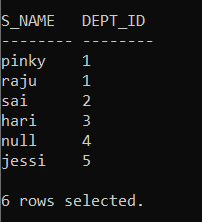 S_NAME   DEPT_ID
-------- --------
pinky    1
raju     1
sai      2
hari     3
null     4
jessi    5
6 rows selected.